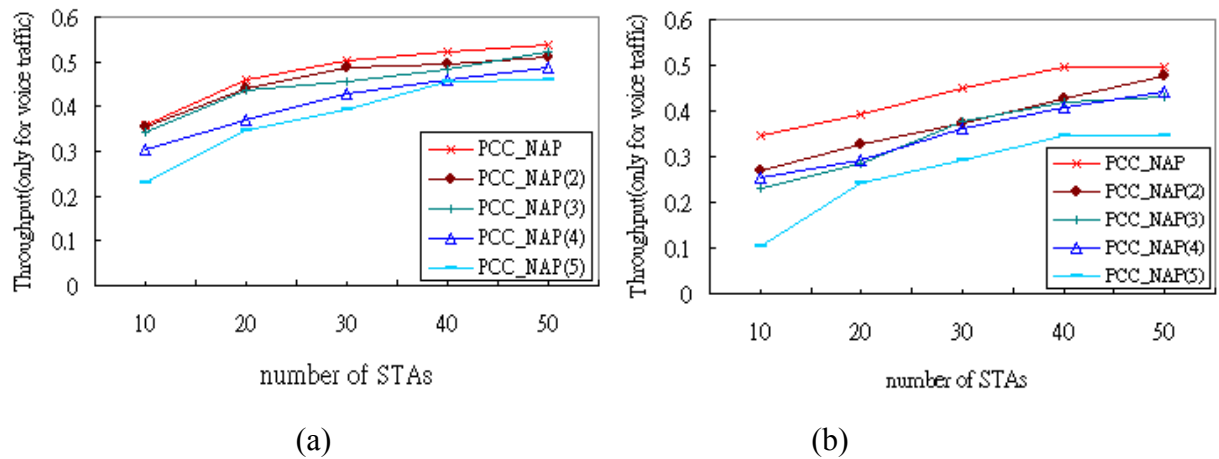 0.6
0.5
0.4
0.3
0.2
0.1
0
Throughput(only for voice traffic)
10 20 30 40 50
number of STAs
PCC_NAP
PCC_NAP(2)
PCC_NAP(3)
PCC_NAP(4)
PCC_NAP(5)
(a)
0.6
0.5
0.4
0.3
0.2
0.1
0
Throughput(only for voice traffic)
10 20 30 40 50
number of STAs
PCC_NAP
PCC_NAP(2)
PCC_NAP(3)
PCC_NAP(4)
PCC_NAP(5)
(b)